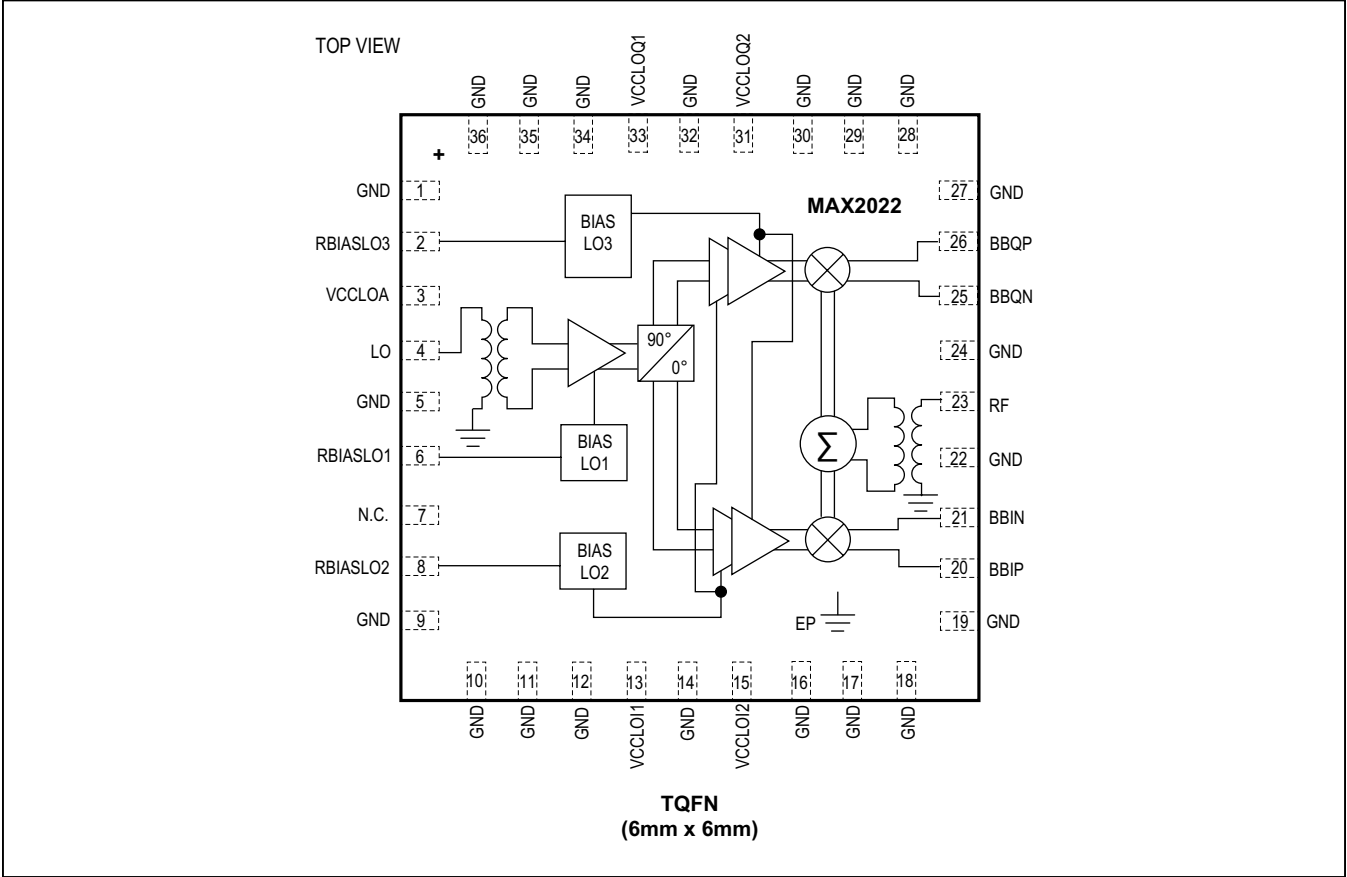 TOP VIEW
GND
GND
GND
VCCLOQ1
GND
VCCLOQ2
GND
GND
GND
36
35
34
33
32
31
30
29
28
+
MAX2022
GND 1
RBIASLO3 2
VCCLOA 3
LO 4
GND 5
RBIASLO1 6
N.C. 7
RBIASLO2 8
GND 9
BIAS
LO3
90°
0°
BIAS
LO1
Σ
BIAS
LO2
EP
27 GND
26 BBQP
25 BBQN
24 GND
23 RF
22 GND
21 BBIN
20 BBIP
19 GND
10
11
12
13
14
15
16
17
18
GND
GND
GND
VCCLOI1
GND
VCCLOI2
GND
GND
GND
TQFN
(6mm x 6mm)